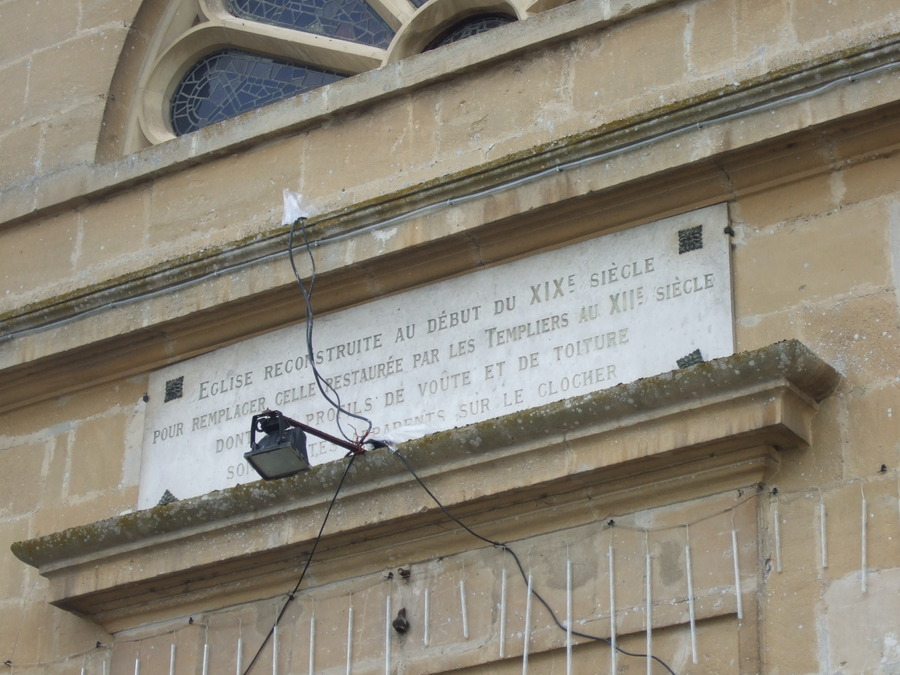 EGLISE RECONSTRUITE AU DÉBUT DU XIXE SIÈCLE
POUR REMPLACER CELLE RESTAURÉE PAR LES TEMPLIERS AU XIIE SIÈCLE
DONT PROFILS DE VOÛTE ET DE TOITURE
SUR LE CLOCHER